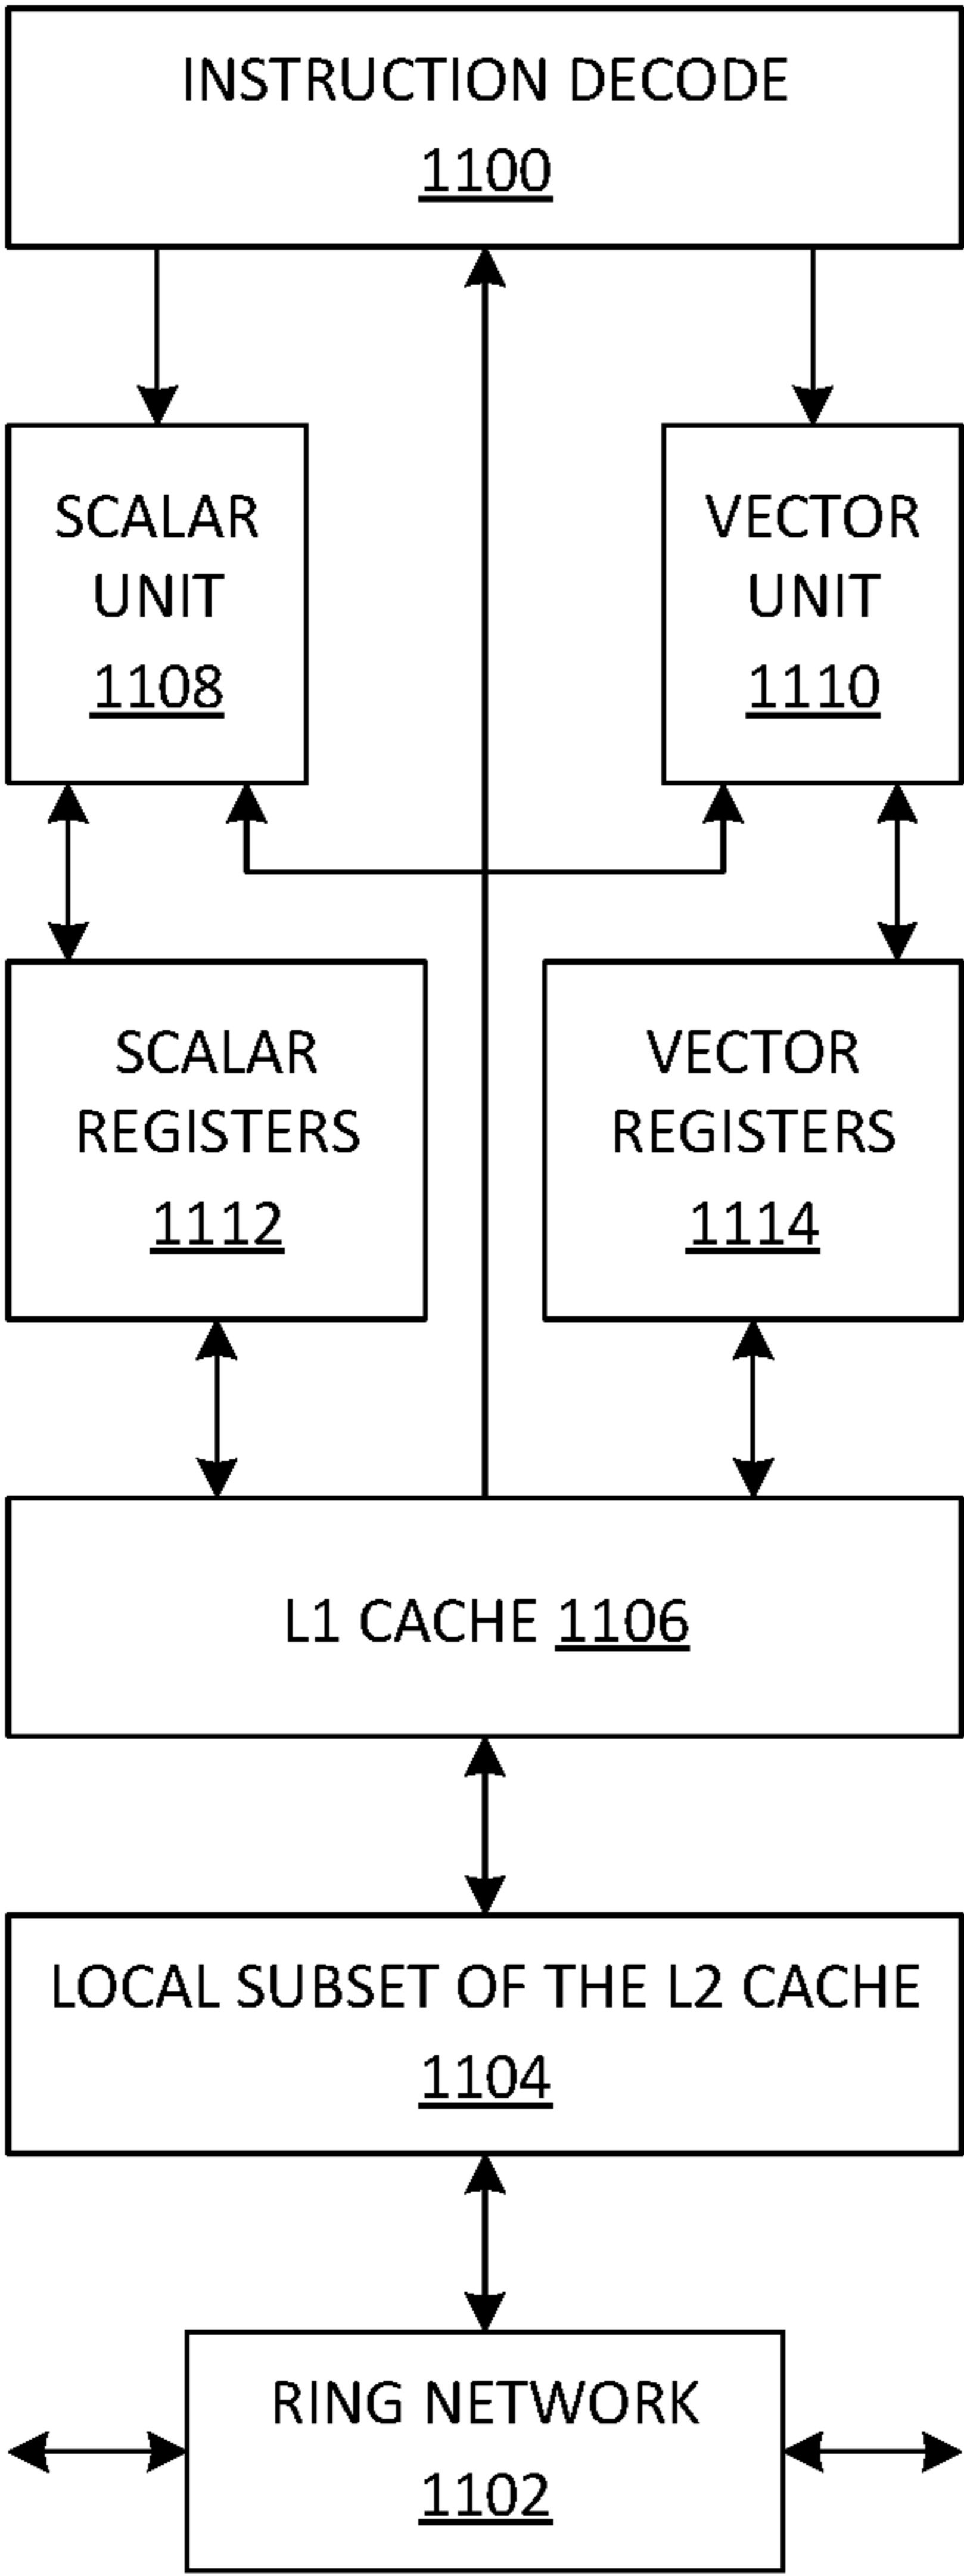 INSTRUCTION DECODE
1100
SCALAR
UNIT
1108
VECTOR
UNIT
1110
SCALAR
REGISTERS
1112
VECTOR
REGISTERS
1114
L1 CACHE 1106
LOCAL SUBSET OF THE L2 CACHE
1104
RING NETWORK
1102